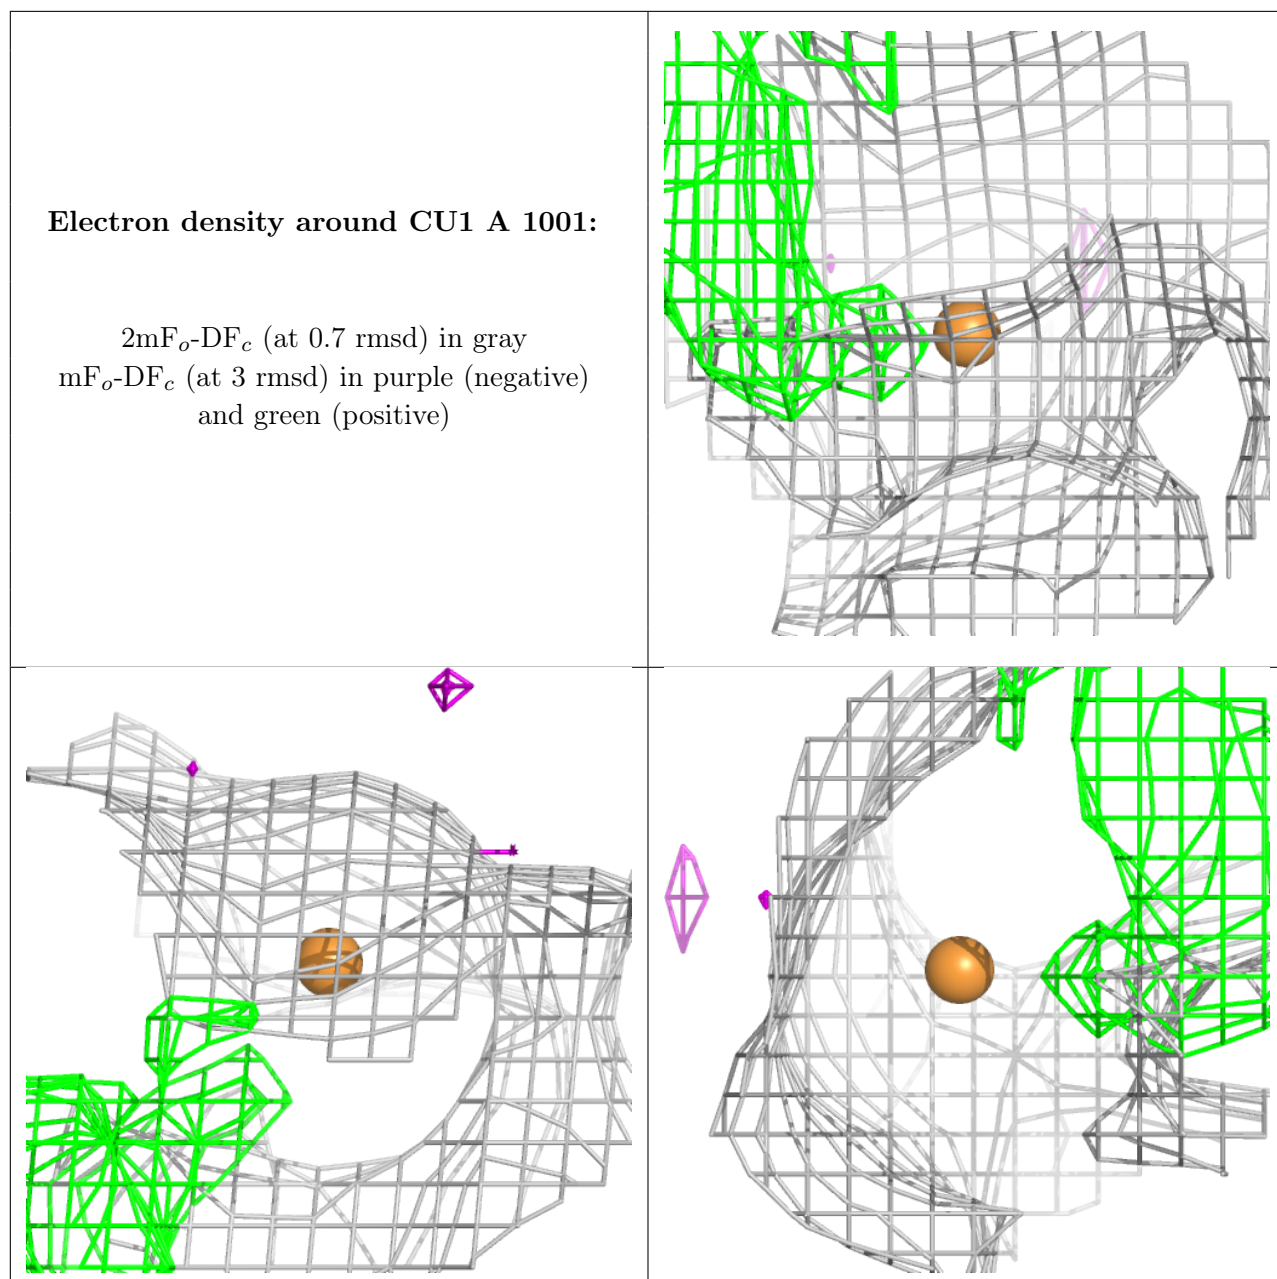 Electron density around CU1 A 1001:
2mFo-DFc (at 0.7 rmsd) in gray
mFo-DFc (at 3 rmsd) in purple (negative)
and green (positive)